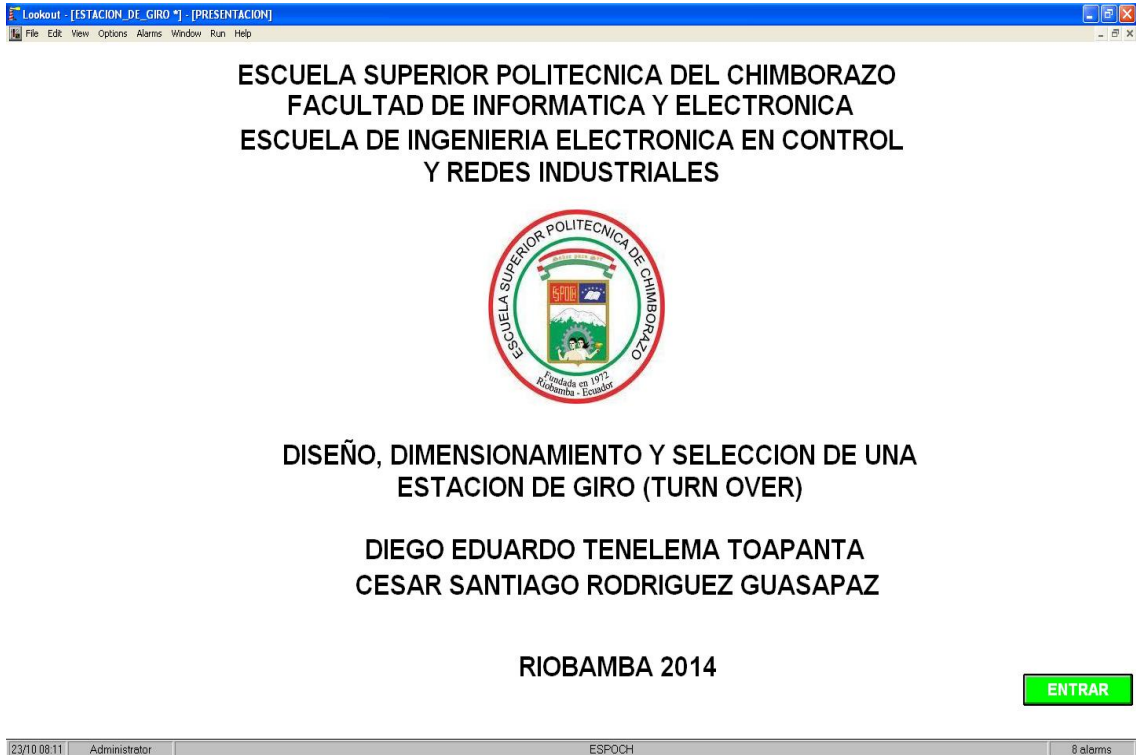 Lookout - [ESTACION_DE_GIRO *] - [PRESENTACION]
File Edit View Options Alarms Window Run Help
ESCUELA SUPERIOR POLITECNICA DEL CHIMBORAZO
FACULTAD DE INFORMATICA Y ELECTRONICA
ESCUELA DE INGENIERIA ELECTRONICA EN CONTROL
Y REDES INDUSTRIALES
ESCUELA SUPERIOR POLITECNICA DE CHIMBORAZO
ESPOCH
Fundada en 1972
Riobamba - Ecuador
DISEÑO, DIMENSIONAMIENTO Y SELECCION DE UNA
ESTACION DE GIRO (TURN OVER)
DIEGO EDUARDO TENELEMA TOAPANTA
CESAR SANTIAGO RODRIGUEZ GUASAPAZ
RIOBAMBA 2014
ENTRAR
23/10 08:11 Administrator ESPOCH 8 alarms